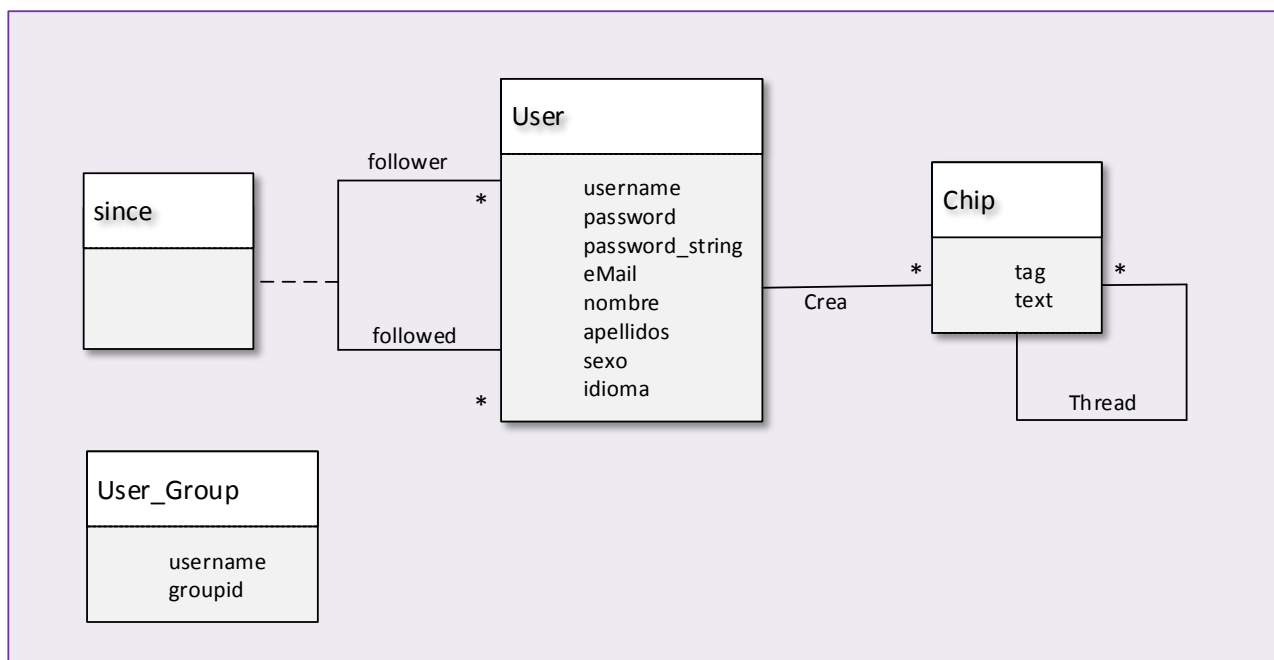 User
username
password
password_string
eMail
nombre
apellidos
sexo
idioma
follower
*
followed
*
since
Crea
*
Chip
tag
text
*
Thread
User_Group
username
groupid